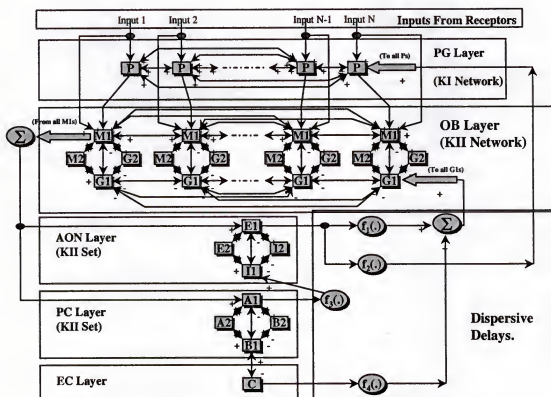 Input 1 Input 2 Input N-1 Input N
Inputs From Receptors
(To all Ps)
PG Layer
P P P P
+
(KI Network)
(From all M1s)
Σ
M1 M1 M1 M1
OB Layer
(KII Network)
M2 G2 M2 G2 M2 G2 M2 G2
(To all G1s)
G1 G1 G1 G1
+
AON Layer
(KII Set)
E1
f₁(.)
Σ
E2 I2
f₂(.)
I1
f₃(.)
PC Layer
(KII Set)
A1
A2 B2
B1
Dispersive
Delays.
EC Layer
C
f₄(.)